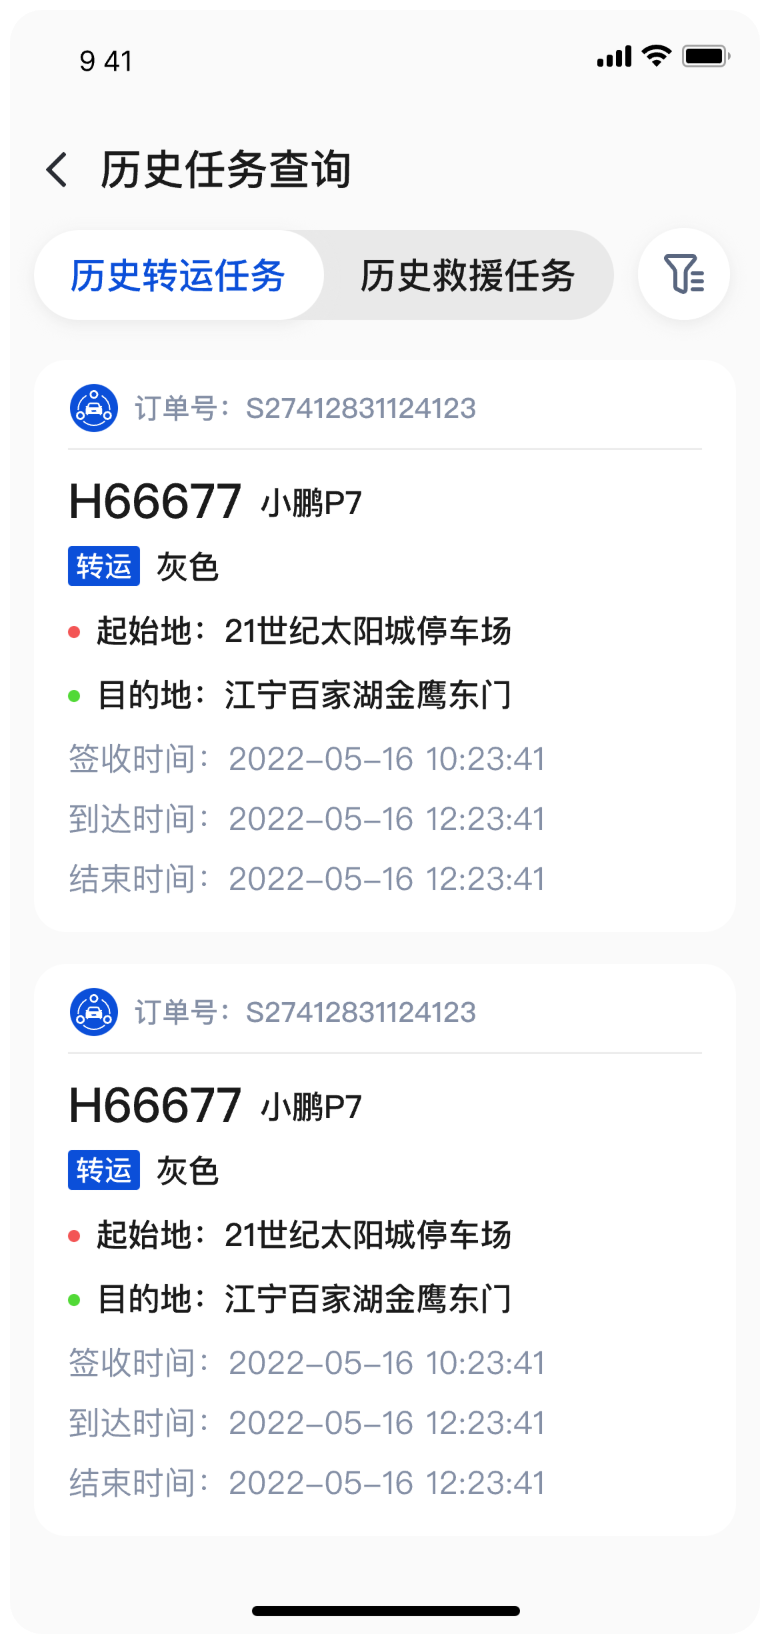 9 41
历史任务查询
历史转运任务 历史救援任务
订单号：S27412831124123
H66677 小鹏P7
转运 灰色
起始地：21世纪太阳城停车场
目的地：江宁百家湖金鹰东门
签收时间：2022-05-16 10:23:41
到达时间：2022-05-16 12:23:41
结束时间：2022-05-16 12:23:41
订单号：S27412831124123
H66677 小鹏P7
转运 灰色
起始地：21世纪太阳城停车场
目的地：江宁百家湖金鹰东门
签收时间：2022-05-16 10:23:41
到达时间：2022-05-16 12:23:41
结束时间：2022-05-16 12:23:41